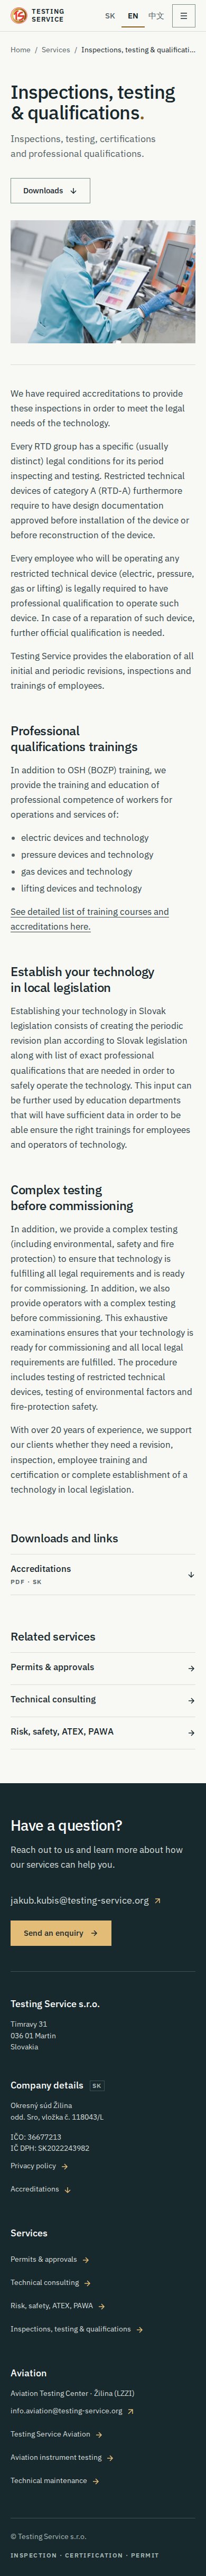 TESTING
SERVICE
SK EN 中文
Home / Services / Inspections, testing & qualificati...
Inspections, testing
& qualifications.
Inspections, testing, certifications
and professional qualifications.
Downloads ↓
We have required accreditations to provide
these inspections in order to meet the legal
needs of the technology.
Every RTD group has a specific (usually
distinct) legal conditions for its period
inspecting and testing. Restricted technical
devices of category A (RTD-A) furthermore
require to have design documentation
approved before installation of the device or
before reconstruction of the device.
Every employee who will be operating any
restricted technical device (electric, pressure,
gas or lifting) is legally required to have
professional qualification to operate such
device. In case of a reparation of such device,
further official qualification is needed.
Testing Service provides the elaboration of all
initial and periodic revisions, inspections and
trainings of employees.
Professional
qualifications trainings
In addition to OSH (BOZP) training, we
provide the training and education of
professional competence of workers for
operations and services of:
• electric devices and technology
• pressure devices and technology
• gas devices and technology
• lifting devices and technology
See detailed list of training courses and
accreditations here.
Establish your technology
in local legislation
Establishing your technology in Slovak
legislation consists of creating the periodic
revision plan according to Slovak legislation
along with list of exact professional
qualifications that are needed in order to
safely operate the technology. This input can
be further used by education departments
that will have sufficient data in order to be
able ensure the right trainings for employees
and operators of technology.
Complex testing
before commissioning
In addition, we provide a complex testing
(including enviromental, safety and fire
protection) to ensure that technology is
fulfilling all legal requirements and is ready
for commissioning. In addition, we also
provide operators with a complex testing
before commissioning. This exhaustive
examinations ensures that your technology is
ready for commissioning and all local legal
requirements are fulfilled. The procedure
includes testing of restricted technical
devices, testing of environmental factors and
fire-protection safety.
With over 20 years of experience, we support
our clients whether they need a revision,
inspection, employee training and
certification or complete establishment of a
technology in local legislation.
Downloads and links
Accreditations ↓
PDF · SK
Related services
Permits & approvals →
Technical consulting →
Risk, safety, ATEX, PAWA →
Have a question?
Reach out to us and learn more about how
our services can help you.
jakub.kubis@testing-service.org ↗
Send an enquiry →
Testing Service s.r.o.
Timravy 31
036 01 Martin
Slovakia
Company details SK
Okresný súd Žilina
odd. Sro, vložka č. 118043/L
IČO: 36677213
IČ DPH: SK2022243982
Privacy policy →
Accreditations ↓
Services
Permits & approvals →
Technical consulting →
Risk, safety, ATEX, PAWA →
Inspections, testing & qualifications →
Aviation
Aviation Testing Center - Žilina (LZZI)
info.aviation@testing-service.org ↗
Testing Service Aviation →
Aviation instrument testing →
Technical maintenance →
© Testing Service s.r.o.
INSPECTION · CERTIFICATION · PERMIT